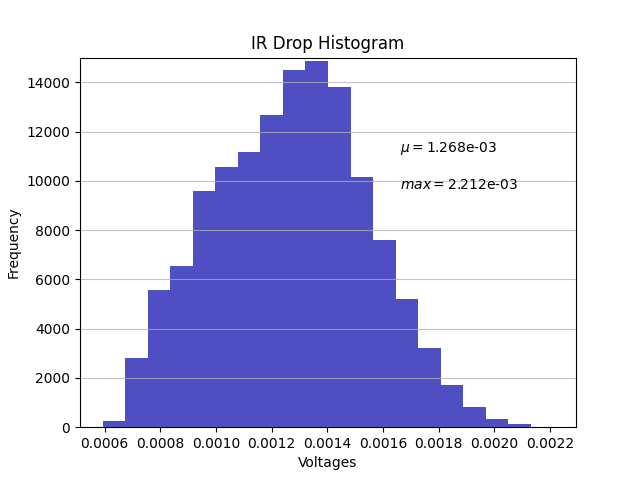 IR Drop Histogram
14000
12000
10000
8000
6000
4000
2000
0
Frequency
μ = 1.268e-03
max = 2.212e-03
0.0006 0.0008 0.0010 0.0012 0.0014 0.0016 0.0018 0.0020 0.0022
Voltages